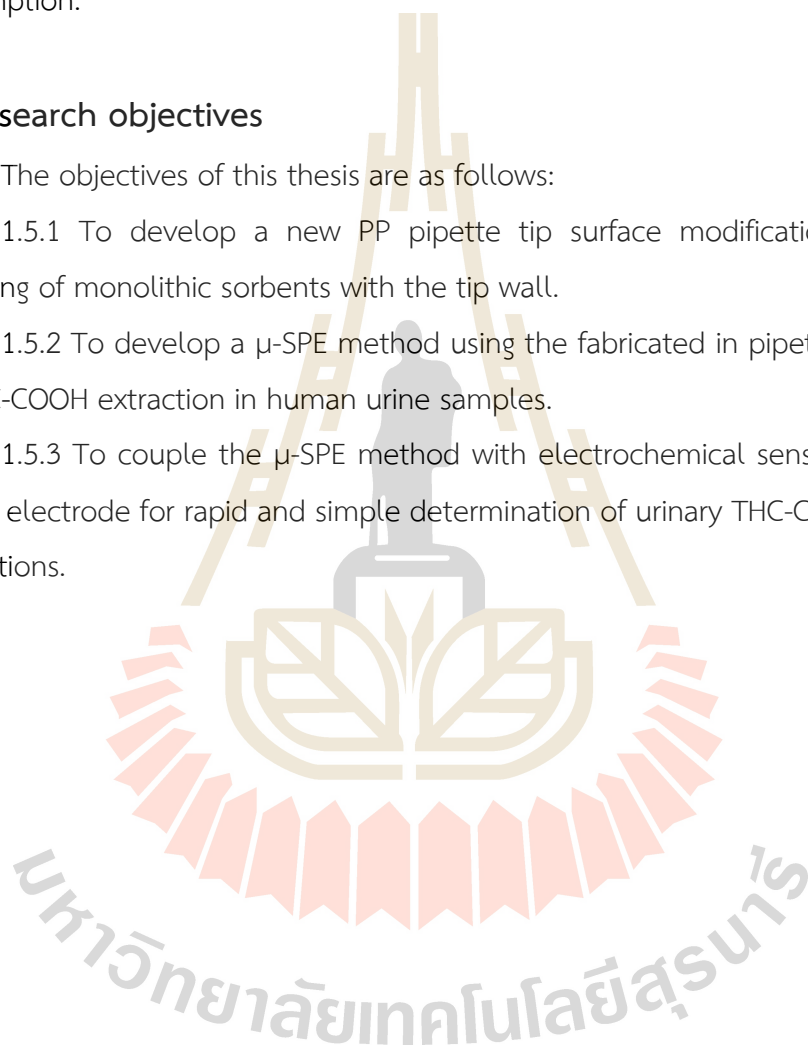 ption.
search objectives
The objectives of this thesis are as follows:
1.5.1 To develop a new PP pipette tip surface modificatio
ng of monolithic sorbents with the tip wall.
1.5.2 To develop a μ-SPE method using the fabricated in pipet
-COOH extraction in human urine samples.
1.5.3 To couple the μ-SPE method with electrochemical sens
electrode for rapid and simple determination of urinary THC-C
tions.
มหาวิทยาลัยเทคโนโลยีสุรนารี